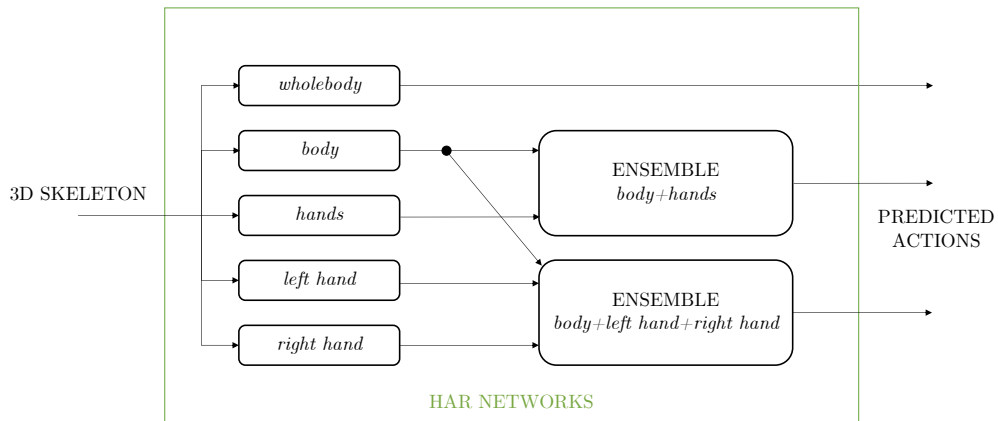 3D SKELETON
wholebody
body
hands
left hand
right hand
ENSEMBLE
body+hands
ENSEMBLE
body+left hand+right hand
PREDICTED
ACTIONS
HAR NETWORKS